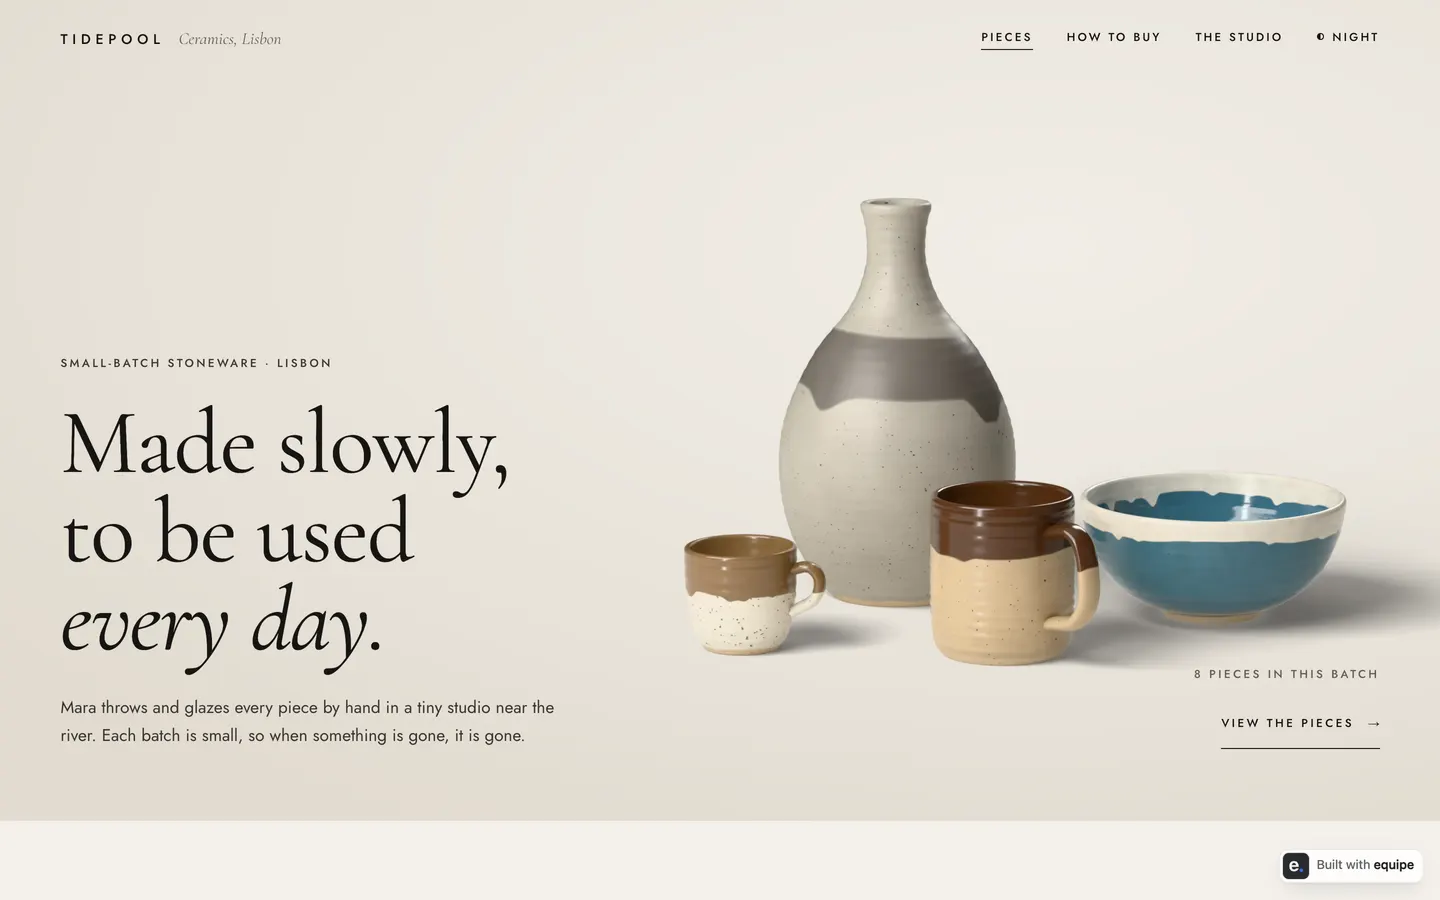 TIDEPOOL Ceramics, Lisbon
PIECES HOW TO BUY THE STUDIO NIGHT
SMALL-BATCH STONEWARE · LISBON
Made slowly,
to be used
every day.
Mara throws and glazes every piece by hand in a tiny studio near the
river. Each batch is small, so when something is gone, it is gone.
8 PIECES IN THIS BATCH
VIEW THE PIECES →
e. Built with equipe